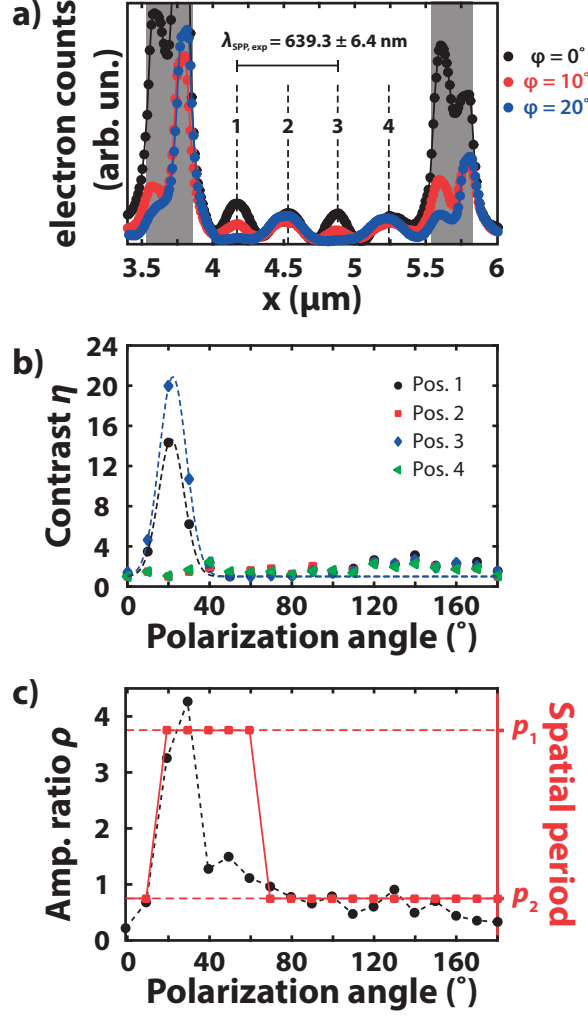 a)
electron counts
(arb. un.)
λSPP, exp = 639.3 ± 6.4 nm
1 2 3 4
φ = 0°
φ = 10°
φ = 20°
3.5 4 4.5 5 5.5 6
x (μm)
b)
Contrast η
24
20
16
12
8
4
0
Pos. 1
Pos. 2
Pos. 3
Pos. 4
0 40 80 120 160
Polarization angle (°)
c)
Amp. ratio ρ
4
3
2
1
0
p1
p2
Spatial period
0 40 80 120 160
Polarization angle (°)